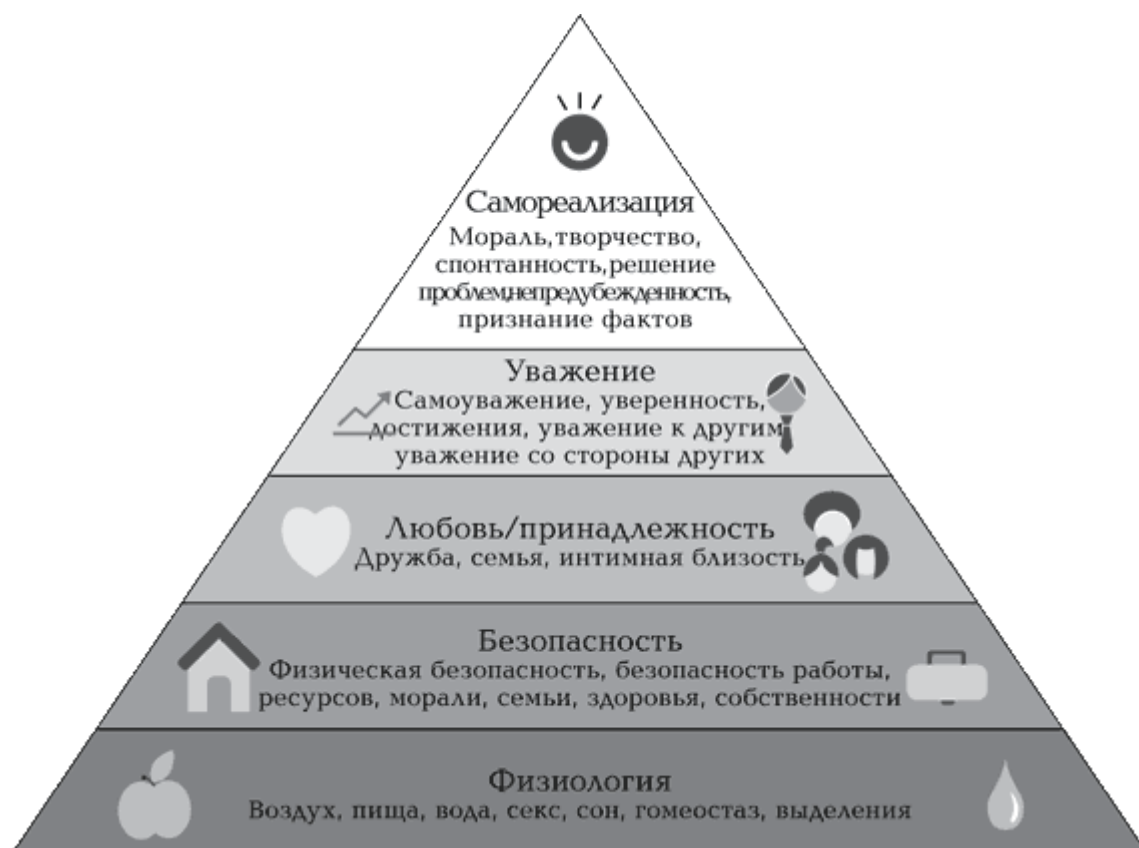 Самореализация
Мораль, творчество,
спонтанность, решение
проблем, непредубежденность,
признание фактов
Уважение
Самоуважение, уверенность,
достижения, уважение к другим
уважение со стороны других
Любовь/принадлежность
Дружба, семья, интимная близость
Безопасность
Физическая безопасность, безопасность работы,
ресурсов, морали, семьи, здоровья, собственности
Физиология
Воздух, пища, вода, секс, сон, гомеостаз, выделения